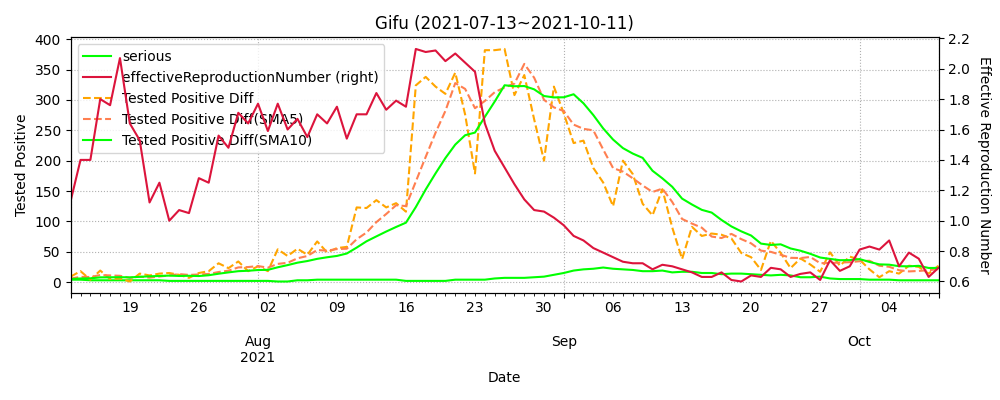 Gifu (2021-07-13~2021-10-11)
serious
effectiveReproductionNumber (right)
Tested Positive Diff
Tested Positive Diff(SMA5)
Tested Positive Diff(SMA10)
Tested Positive
400
350
300
250
200
150
100
50
0
2.2
2.0
1.8
1.6
1.4
1.2
1.0
0.8
0.6
Effective Reproduction Number
19 26 02 09 16 23 30 06 13 20 27 04
Aug Sep Oct
2021
Date